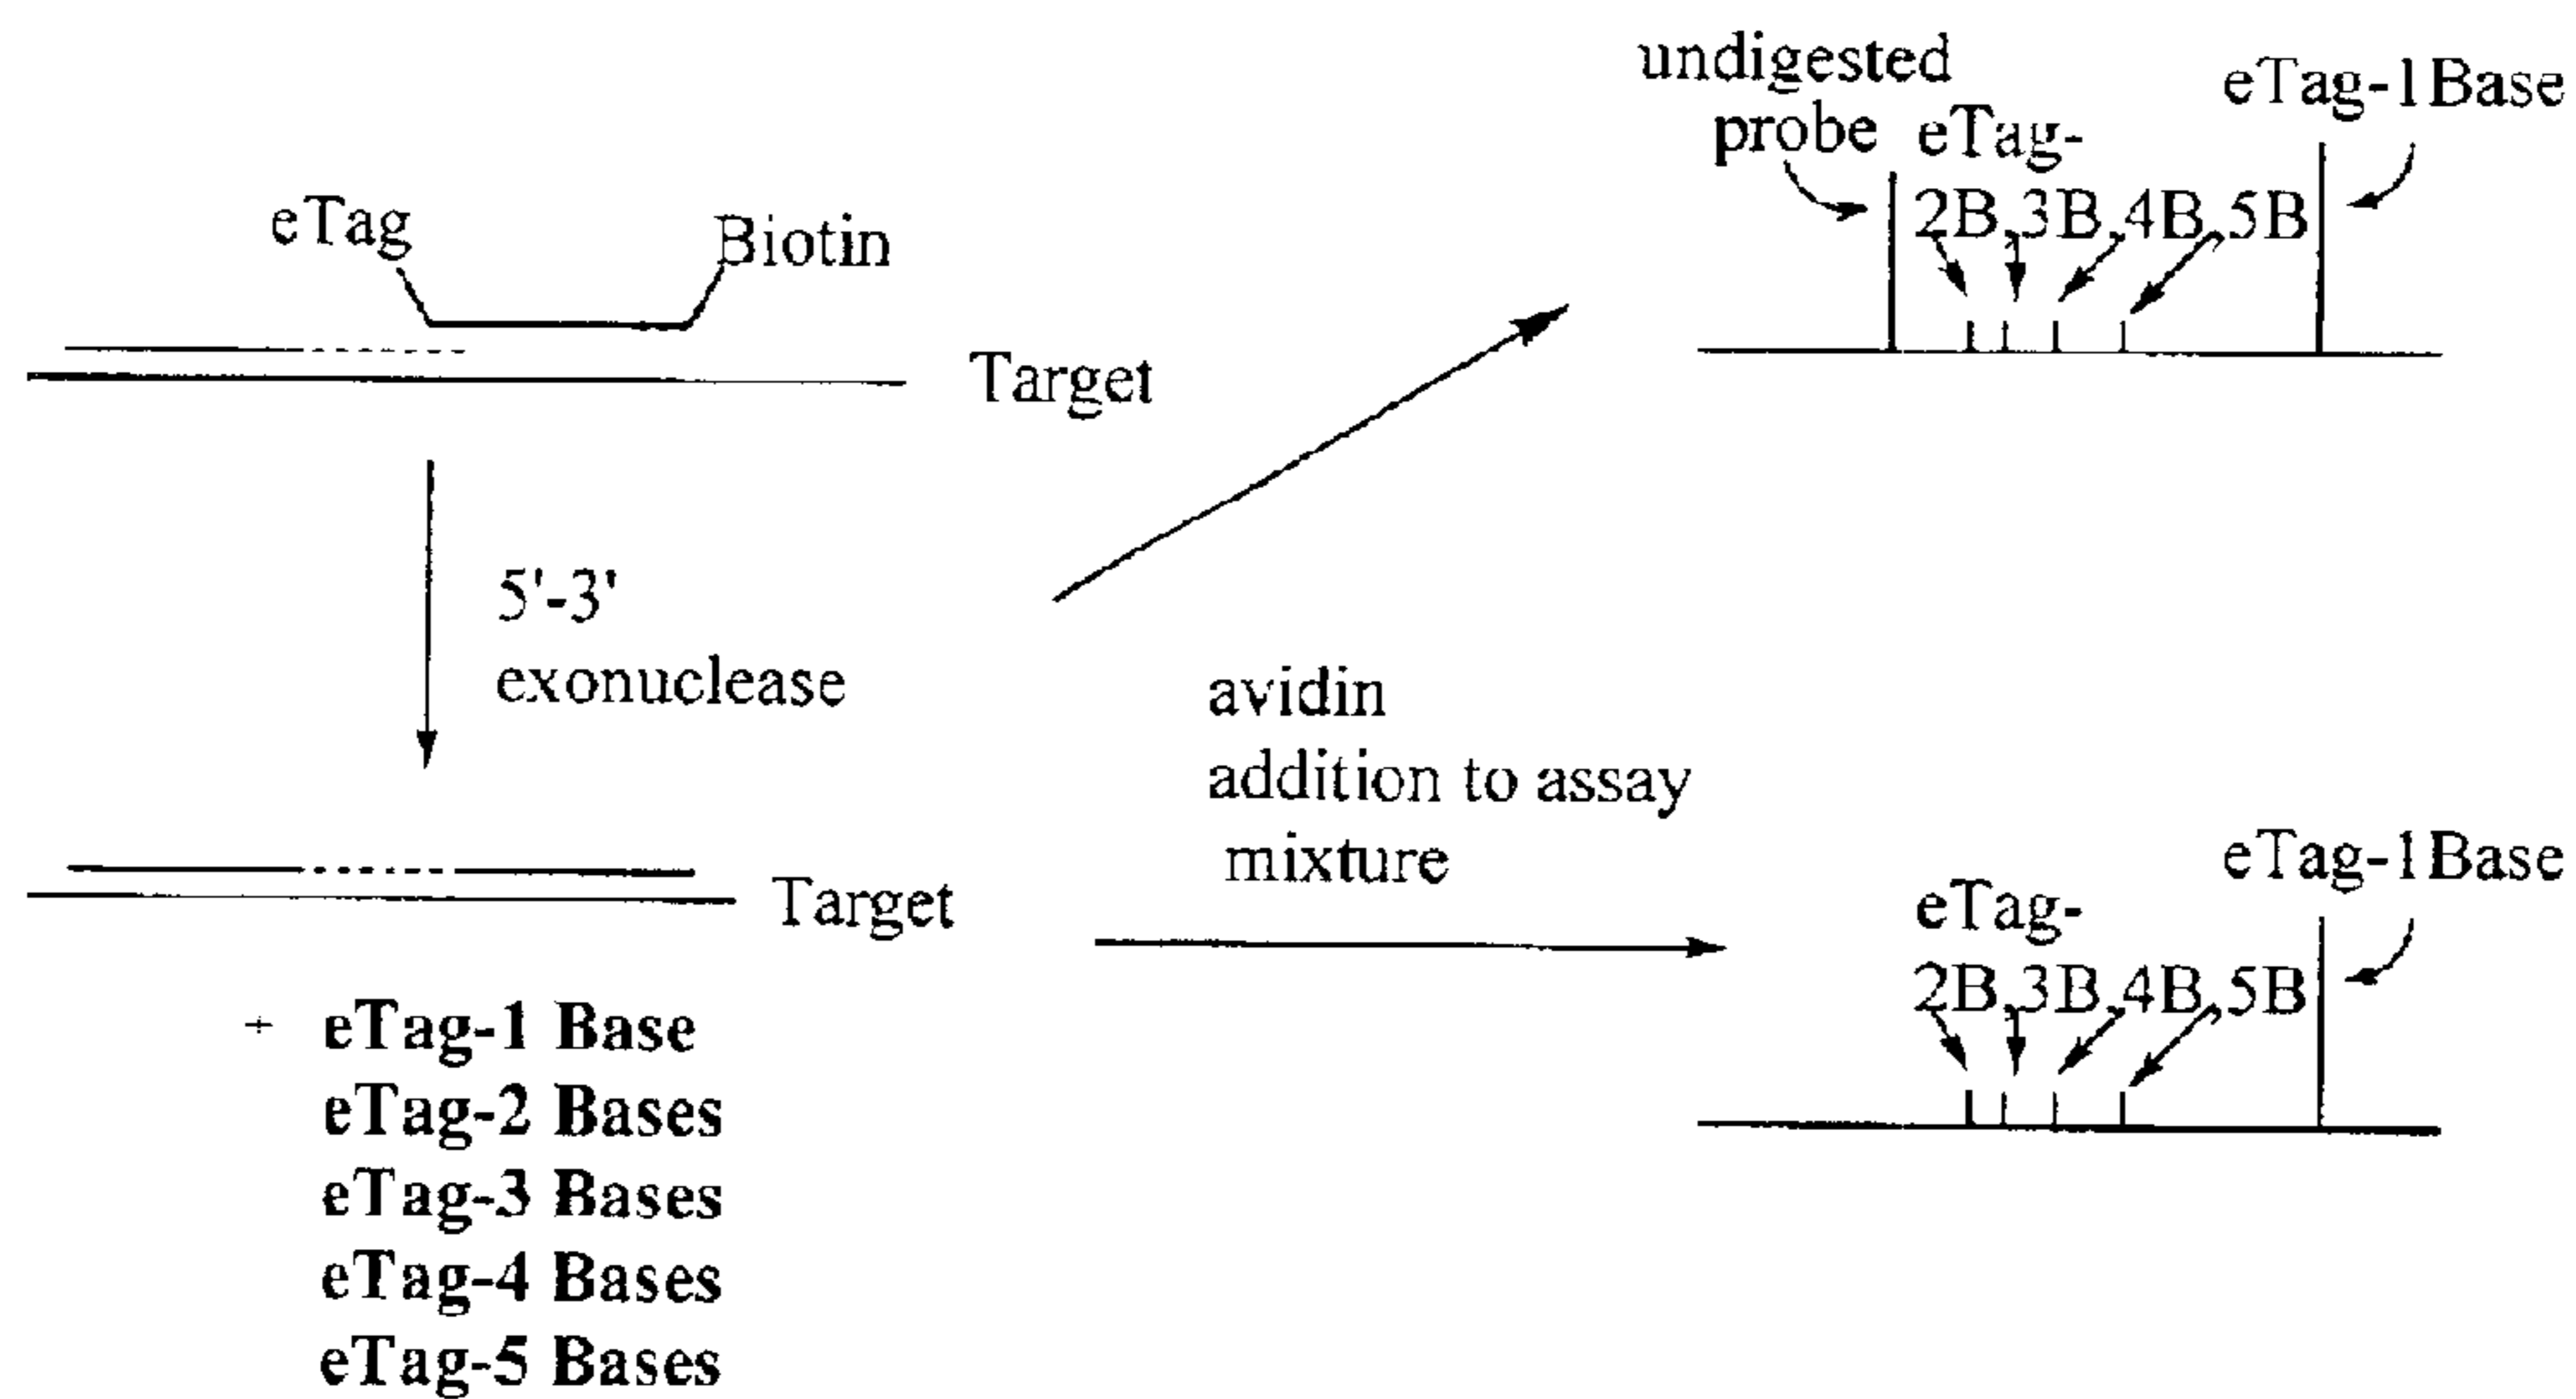 eTag
Biotin
Target
5'-3'
exonuclease
Target
+ eTag-1 Base
eTag-2 Bases
eTag-3 Bases
eTag-4 Bases
eTag-5 Bases
avidin
addition to assay
mixture
undigested
probe
eTag-
2B,3B,4B,5B
eTag-1Base
eTag-
2B,3B,4B,5B
eTag-1Base